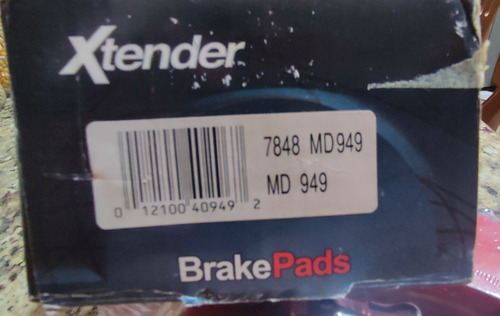 Xtender
7848 MD949
MD 949
0 12100 40949 2
BrakePads